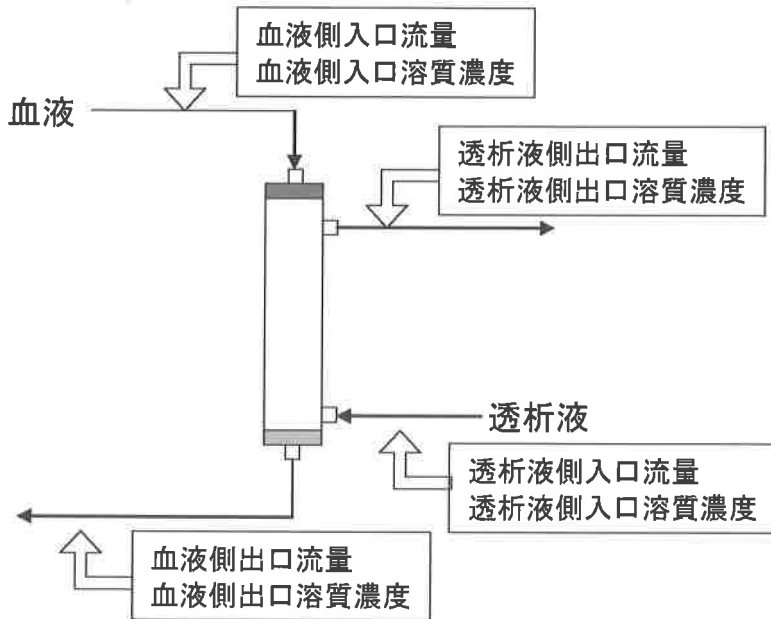 血液側入口流量
血液側入口溶質濃度
血液
透析液側出口流量
透析液側出口溶質濃度
透析液
透析液側入口流量
透析液側入口溶質濃度
血液側出口流量
血液側出口溶質濃度